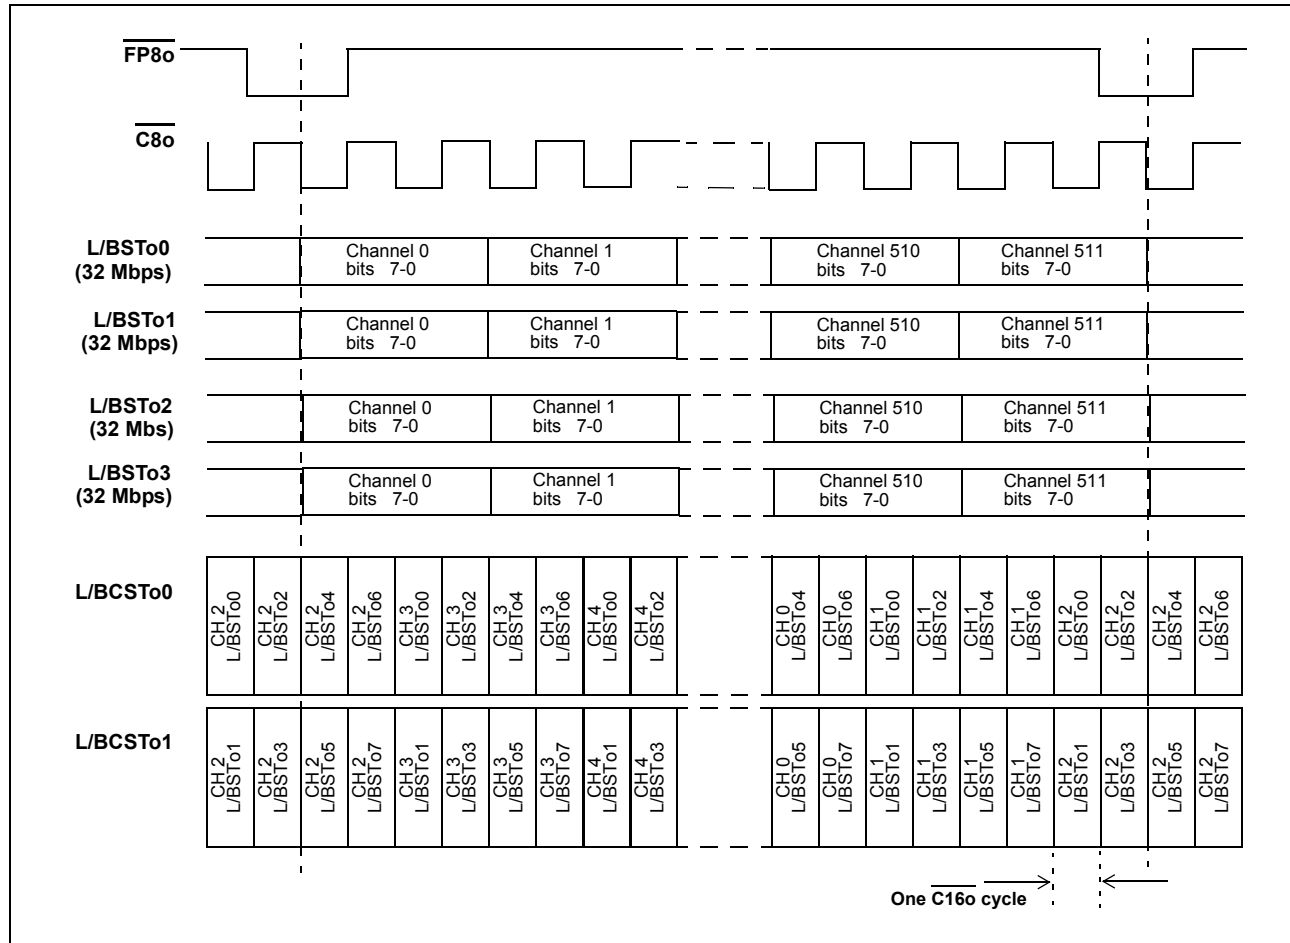 FP8o
C8o
L/BSTo0
(32 Mbps)
Channel 0
bits 7-0
Channel 1
bits 7-0
Channel 510
bits 7-0
Channel 511
bits 7-0
L/BSTo1
(32 Mbps)
Channel 0
bits 7-0
Channel 1
bits 7-0
Channel 510
bits 7-0
Channel 511
bits 7-0
L/BSTo2
(32 Mbs)
Channel 0
bits 7-0
Channel 1
bits 7-0
Channel 510
bits 7-0
Channel 511
bits 7-0
L/BSTo3
(32 Mbps)
Channel 0
bits 7-0
Channel 1
bits 7-0
Channel 510
bits 7-0
Channel 511
bits 7-0
L/BCSTo0
CH 2
L/BSTo0
CH 2
L/BSTo2
CH 2
L/BSTo4
CH 2
L/BSTo6
CH 3
L/BSTo0
CH 3
L/BSTo2
CH 3
L/BSTo4
CH 3
L/BSTo6
CH 4
L/BSTo0
CH 4
L/BSTo2
CH 0
L/BSTo4
CH 0
L/BSTo6
CH 1
L/BSTo0
CH 1
L/BSTo2
CH 1
L/BSTo4
CH 1
L/BSTo6
CH 2
L/BSTo0
CH 2
L/BSTo2
CH 2
L/BSTo4
CH 2
L/BSTo6
L/BCSTo1
CH 2
L/BSTo1
CH 2
L/BSTo3
CH 2
L/BSTo5
CH 2
L/BSTo7
CH 3
L/BSTo1
CH 3
L/BSTo3
CH 3
L/BSTo5
CH 3
L/BSTo7
CH 4
L/BSTo1
CH 4
L/BSTo3
CH 0
L/BSTo5
CH 0
L/BSTo7
CH 1
L/BSTo1
CH 1
L/BSTo3
CH 1
L/BSTo5
CH 1
L/BSTo7
CH 2
L/BSTo1
CH 2
L/BSTo3
CH 2
L/BSTo5
CH 2
L/BSTo7
One C16o cycle